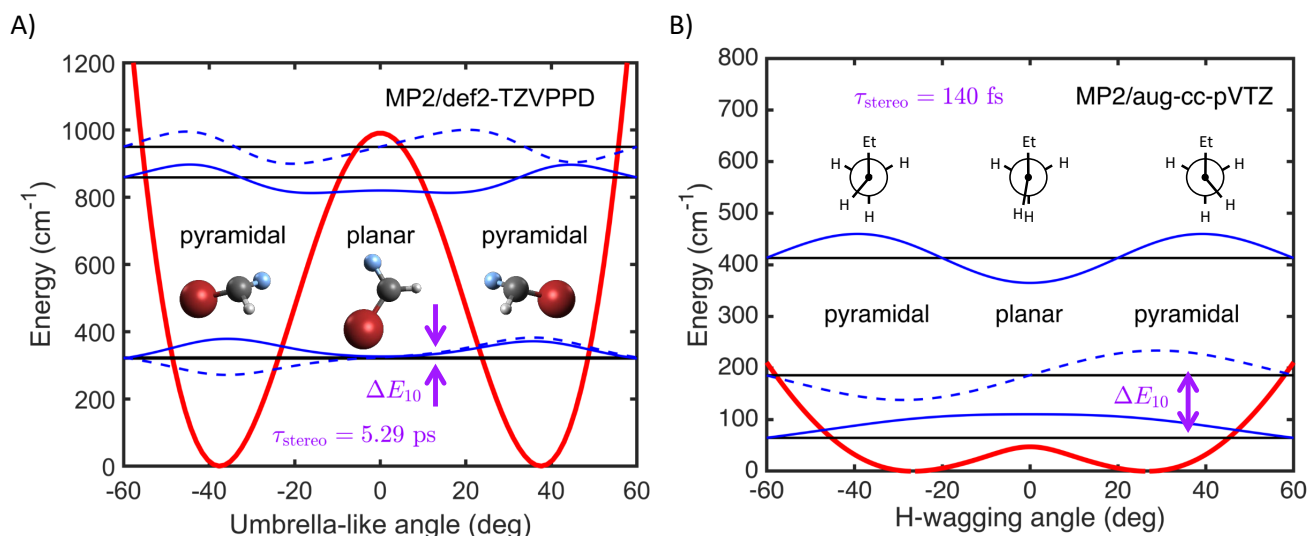 A)
1200
1000
800
600
400
200
0
-60
-40
-20
0
20
40
60
Energy (cm⁻¹)
Umbrella-like angle (deg)
MP2/def2-TZVPPD
pyramidal
planar
pyramidal
ΔE₁₀
τ_stereo = 5.29 ps
B)
800
700
600
500
400
300
200
100
0
-60
-40
-20
0
20
40
60
Energy (cm⁻¹)
H-wagging angle (deg)
τ_stereo = 140 fs
MP2/aug-cc-pVTZ
Et
H
H
H
H
Et
H
H
H
H
Et
H
H
H
H
pyramidal
planar
pyramidal
ΔE₁₀